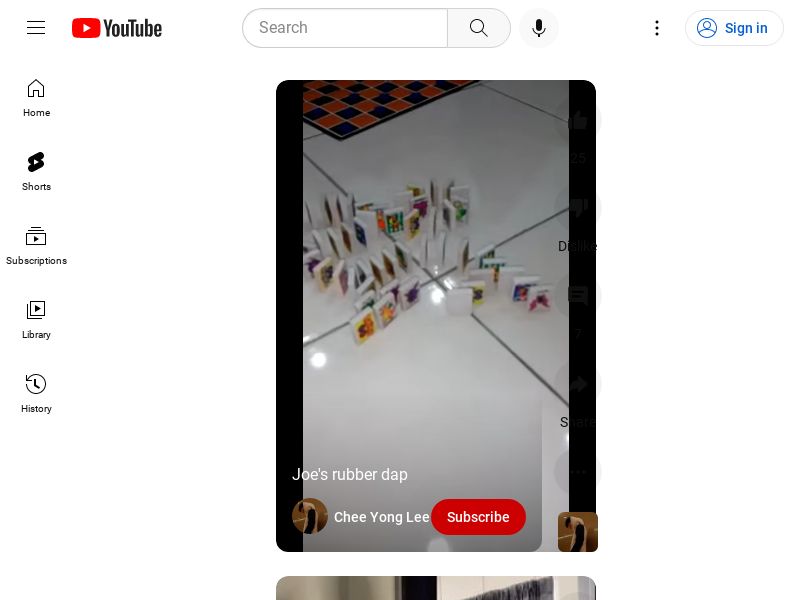 YouTube
Search
Sign in
Home
Shorts
Subscriptions
Library
History
25
Dislike
7
Share
Joe's rubber dap
Chee Yong Lee
Subscribe